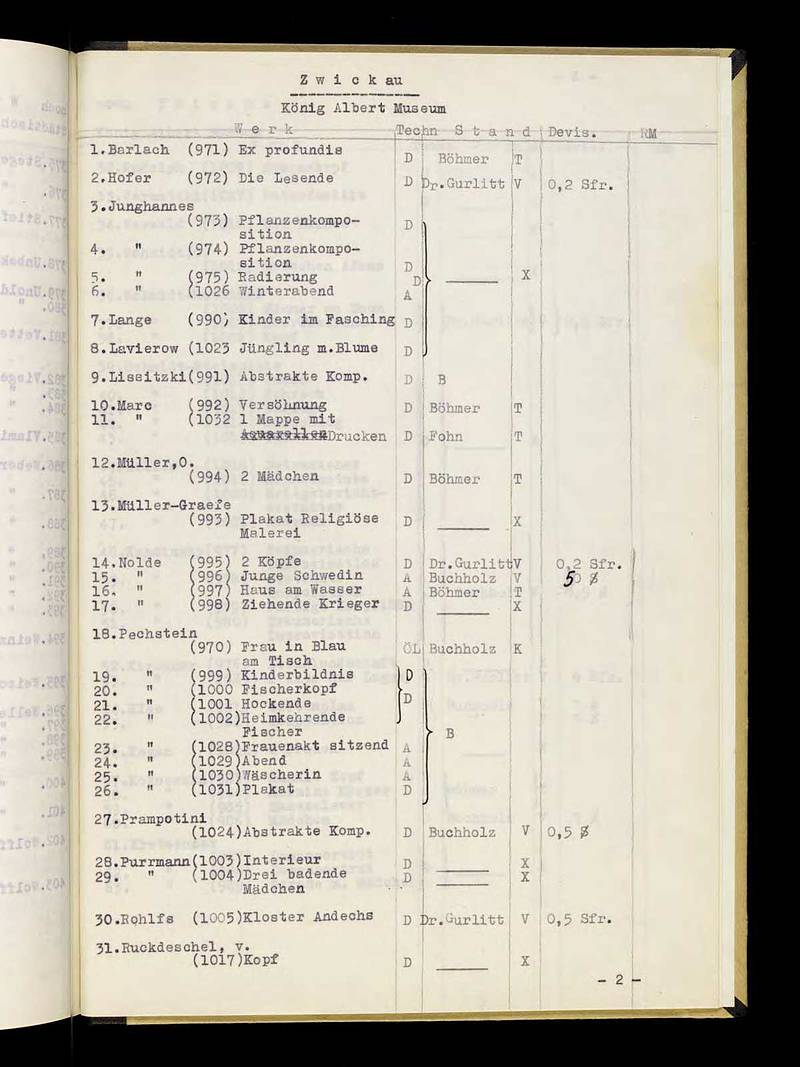 Zwickau
König Albert Museum
Werk Techn Stand Devis. RM
1.Barlach (971) Ex profundis D Böhmer T
2.Hofer (972) Die Lesende D Dr.Gurlitt V 0,2 Sfr.
3.Junghannes
(973) Pflanzenkompo- D
sition
4. " (974) Pflanzenkompo-
sition D
5. " (975) Radierung D X
6. " (1026 Winterabend A
7.Lange (990) Kinder im Fasching D
8.Lavierow (1023 Jüngling m.Blume D
9.Lissitzki(991) Abstrakte Komp. D B
10.Marc (992) Versöhnung D Böhmer T
11. " (1032 1 Mappe mit
Drucken D Fohn T
12.Müller,O.
(994) 2 Mädchen D Böhmer T
13.Müller-Graefe
(993) Plakat Religiöse D X
Malerei
14.Nolde (995) 2 Köpfe D Dr.Gurlitt V 0,2 Sfr.
15. " (996) Junge Schwedin A Buchholz V 50 $
16. " (997) Haus am Wasser A Böhmer T
17. " (998) Ziehende Krieger D X
18.Pechstein
(970) Frau in Blau ÖL Buchholz K
am Tisch
19. " (999) Kinderbildnis D
20. " (1000 Fischerkopf
21. " (1001 Hockende D
22. " (1002)Heimkehrende
Fischer B
23. " (1028)Frauenakt sitzend A
24. " (1029)Abend A
25. " (1030)Wäscherin A
26. " (1031)Plakat D
27.Prampotini
(1024)Abstrakte Komp. D Buchholz V 0,5 $
28.Purrmann(1003)Interieur D X
29. " (1004)Drei badende D X
Mädchen
30.Rohlfs (1005)Kloster Andechs D Dr.Gurlitt V 0,5 Sfr.
31.Ruckdeschel, v.
(1017)Kopf D X
- 2 -